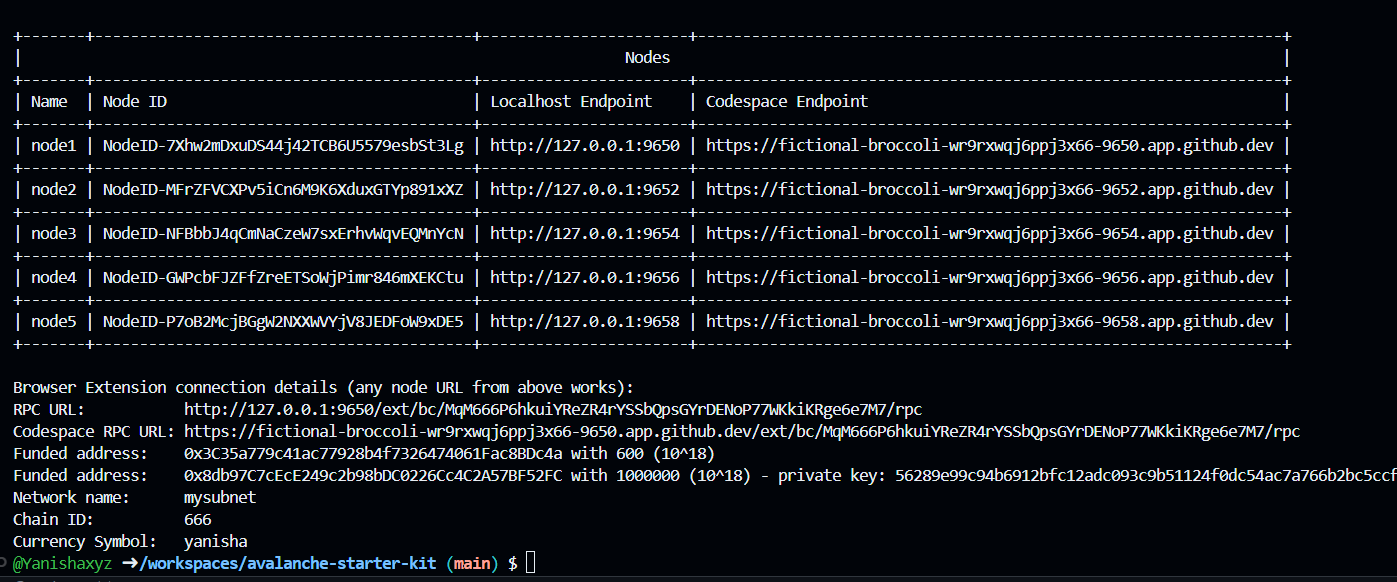 Nodes
Name Node ID Localhost Endpoint Codespace Endpoint
node1 NodeID-7Xhw2mDxuDS44j42TCB6U5579esbSt3Lg http://127.0.0.1:9650 https://fictional-broccoli-wr9rxwqj6ppj3x66-9650.app.github.dev
node2 NodeID-MFrZFVCXPv5iCn6M9K6XduxGTYp891xXZ http://127.0.0.1:9652 https://fictional-broccoli-wr9rxwqj6ppj3x66-9652.app.github.dev
node3 NodeID-NFBbbJ4qCmNaCzeW7sxErhvWqvEQMnYcN http://127.0.0.1:9654 https://fictional-broccoli-wr9rxwqj6ppj3x66-9654.app.github.dev
node4 NodeID-GWPcbFJZFfZreETSoWjPimr846mXEKCtu http://127.0.0.1:9656 https://fictional-broccoli-wr9rxwqj6ppj3x66-9656.app.github.dev
node5 NodeID-P7oB2McjBGgW2NXXWVYjV8JEDFoW9xDE5 http://127.0.0.1:9658 https://fictional-broccoli-wr9rxwqj6ppj3x66-9658.app.github.dev
Browser Extension connection details (any node URL from above works):
RPC URL: http://127.0.0.1:9650/ext/bc/MqM666P6hkuiYReZR4rYSSbQpsGYrDENoP77WKkiKRge6e7M7/rpc
Codespace RPC URL: https://fictional-broccoli-wr9rxwqj6ppj3x66-9650.app.github.dev/ext/bc/MqM666P6hkuiYReZR4rYSSbQpsGYrDENoP77WKkiKRge6e7M7/rpc
Funded address: 0x3C35a779c41ac77928b4f7326474061Fac8BDc4a with 600 (10^18)
Funded address: 0x8db97C7cEcE249c2b98bDC0226Cc4C2A57BF52FC with 1000000 (10^18) - private key: 56289e99c94b6912bfc12adc093c9b51124f0dc54ac7a766b2bc5ccf
Network name: mysubnet
Chain ID: 666
Currency Symbol: yanisha
@Yanishaxyz ➜/workspaces/avalanche-starter-kit (main) $